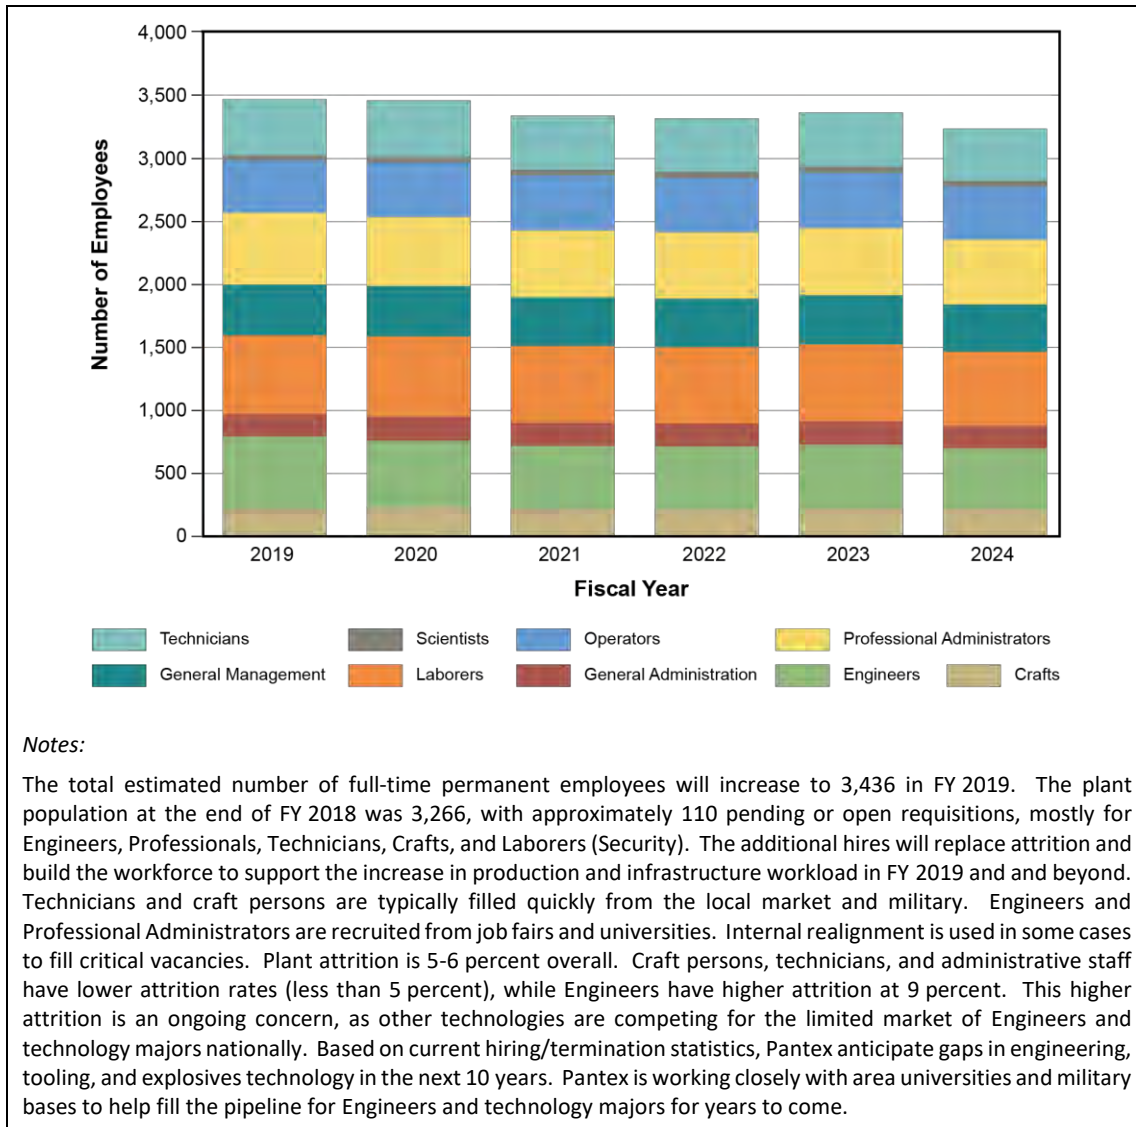 4,000
3,500
3,000
2,500
2,000
1,500
1,000
500
0
Number of Employees
2019 2020 2021 2022 2023 2024
Fiscal Year
Technicians Scientists Operators Professional Administrators
General Management Laborers General Administration Engineers Crafts
Notes:
The total estimated number of full-time permanent employees will increase to 3,436 in FY 2019. The plant
population at the end of FY 2018 was 3,266, with approximately 110 pending or open requisitions, mostly for
Engineers, Professionals, Technicians, Crafts, and Laborers (Security). The additional hires will replace attrition and
build the workforce to support the increase in production and infrastructure workload in FY 2019 and and beyond.
Technicians and craft persons are typically filled quickly from the local market and military. Engineers and
Professional Administrators are recruited from job fairs and universities. Internal realignment is used in some cases
to fill critical vacancies. Plant attrition is 5-6 percent overall. Craft persons, technicians, and administrative staff
have lower attrition rates (less than 5 percent), while Engineers have higher attrition at 9 percent. This higher
attrition is an ongoing concern, as other technologies are competing for the limited market of Engineers and
technology majors nationally. Based on current hiring/termination statistics, Pantex anticipate gaps in engineering,
tooling, and explosives technology in the next 10 years. Pantex is working closely with area universities and military
bases to help fill the pipeline for Engineers and technology majors for years to come.